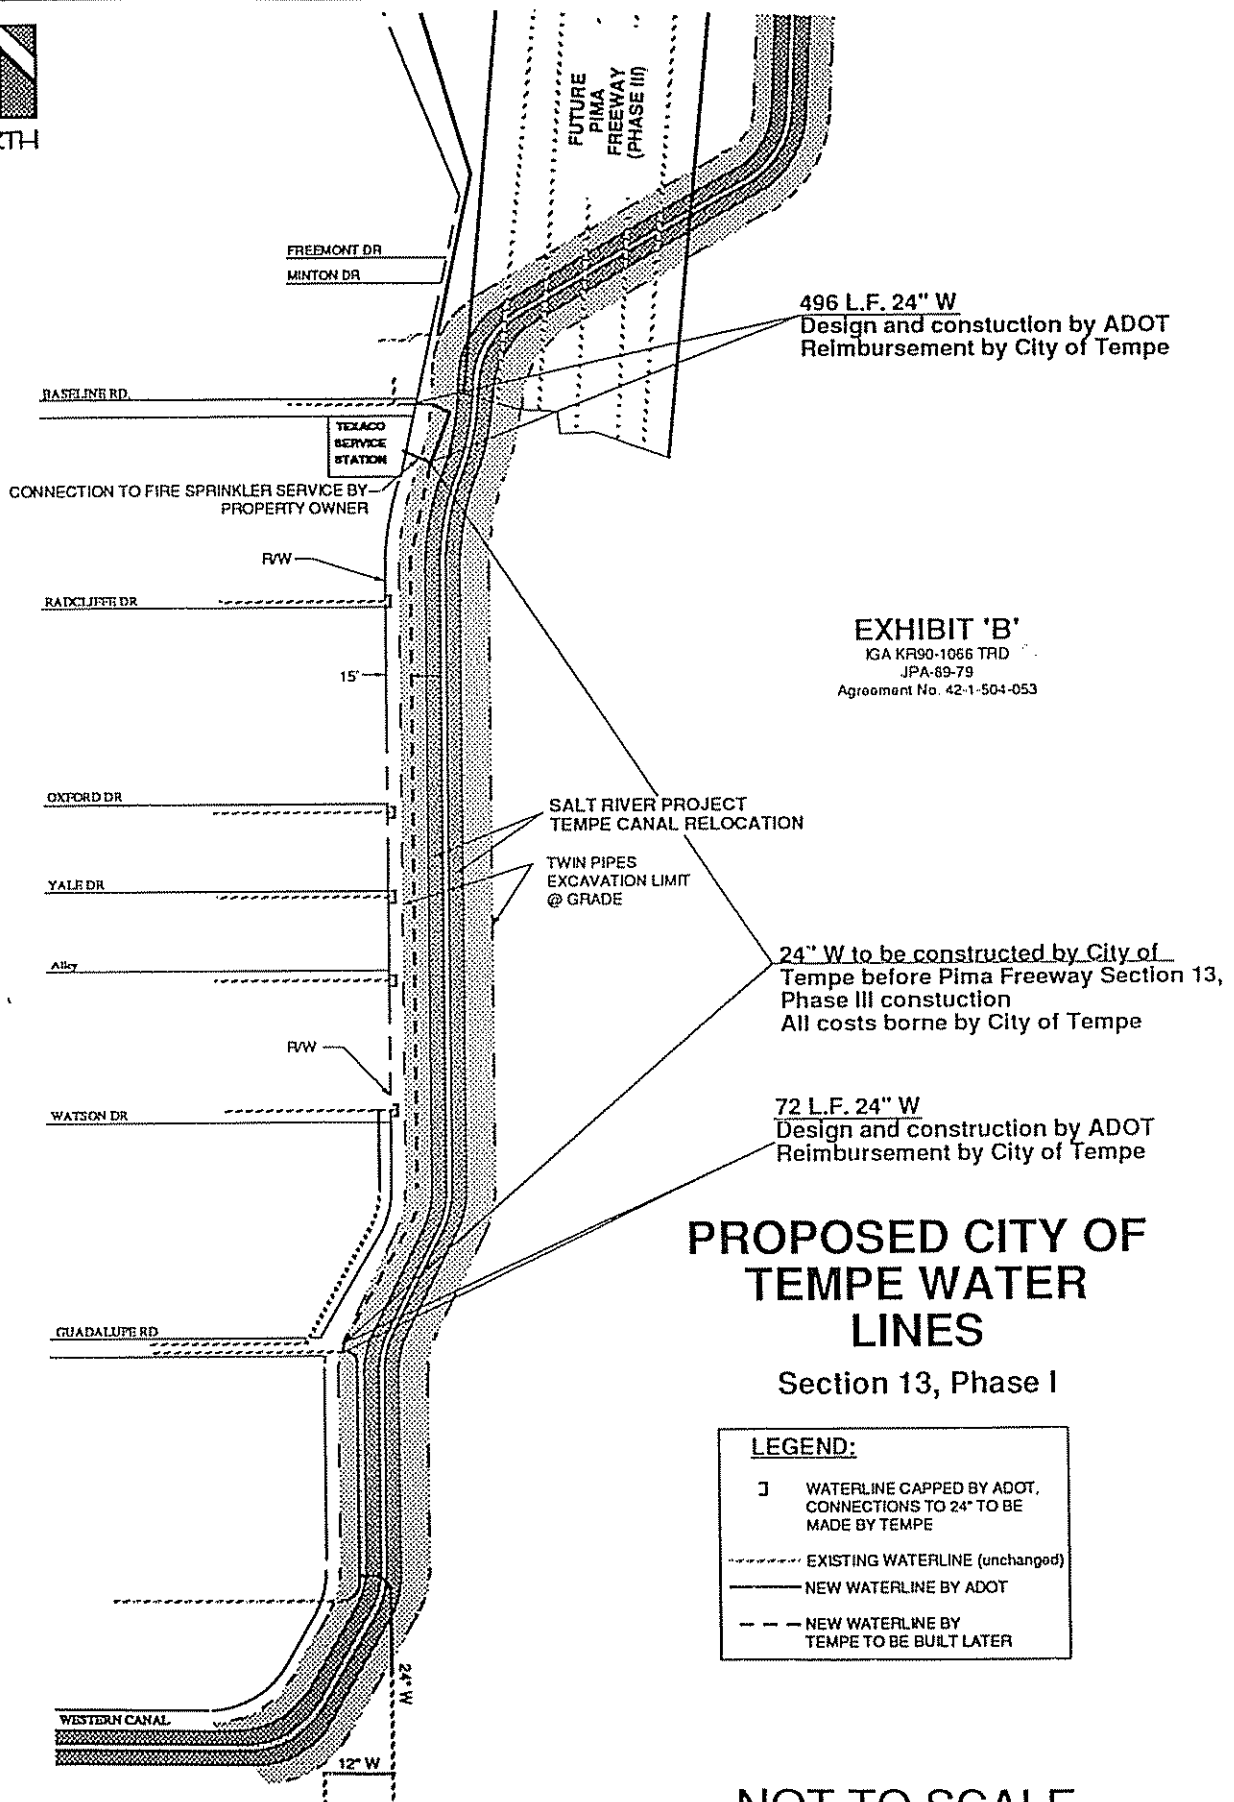 FUTURE
PIMA
FREEWAY
(PHASE III)
FREEMONT DR
MINTON DR
496 L.F. 24" W
Design and constuction by ADOT
Reimbursement by City of Tempe
BASELINE RD.
TEXACO
SERVICE
STATION
CONNECTION TO FIRE SPRINKLER SERVICE BY
PROPERTY OWNER
R/W
RADCLIFFE DR
EXHIBIT 'B'
IGA KR90-1066 TRD
JPA-89-79
Agreement No. 42-1-504-053
15'
OXFORD DR
SALT RIVER PROJECT
TEMPE CANAL RELOCATION
TWIN PIPES
EXCAVATION LIMIT
@ GRADE
YALE DR
Alley
24" W to be constructed by City of
Tempe before Pima Freeway Section 13,
Phase III constuction
All costs borne by City of Tempe
R/W
WATSON DR
72 L.F. 24" W
Design and construction by ADOT
Reimbursement by City of Tempe
PROPOSED CITY OF
TEMPE WATER
LINES
Section 13, Phase I
GUADALUPE RD
LEGEND:
WATERLINE CAPPED BY ADOT,
CONNECTIONS TO 24" TO BE
MADE BY TEMPE
EXISTING WATERLINE (unchanged)
NEW WATERLINE BY ADOT
NEW WATERLINE BY
TEMPE TO BE BUILT LATER
24" W
WESTERN CANAL
12" W
NOT TO SCALE